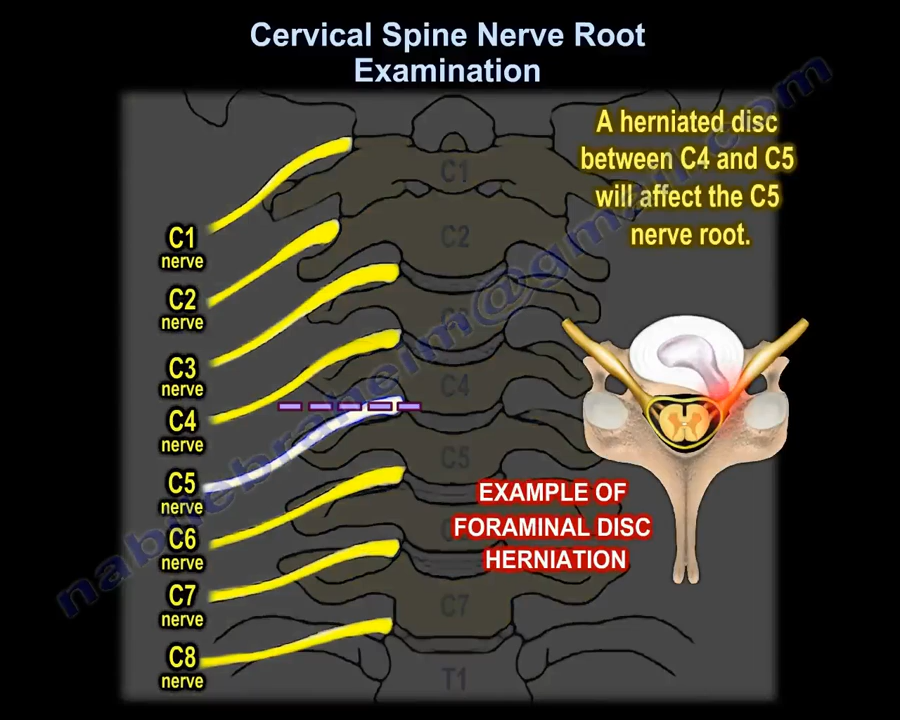 Cervical Spine Nerve Root
Examination
A herniated disc
between C4 and C5
will affect the C5
nerve root.
C1
C2
C4
C5
C7
T1
C1
nerve
C2
nerve
C3
nerve
C4
nerve
C5
nerve
C6
nerve
C7
nerve
C8
nerve
EXAMPLE OF
FORAMINAL DISC
HERNIATION